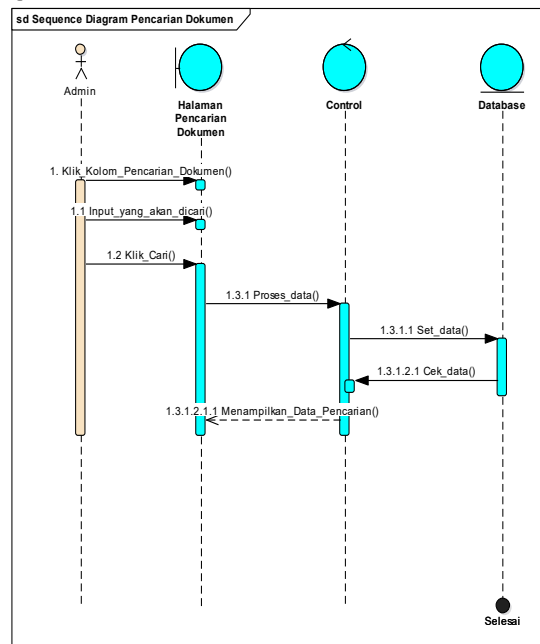 sd Sequence Diagram Pencarian Dokumen
Admin
Halaman
Pencarian
Dokumen
Control
Database
1. Klik_Kolom_Pencarian_Dokumen()
1.1 Input_yang_akan_dicari()
1.2 Klik_Cari()
1.3.1 Proses_data()
1.3.1.1 Set_data()
1.3.1.2.1 Cek_data()
1.3.1.2.1.1 Menampilkan_Data_Pencarian()
Selesai